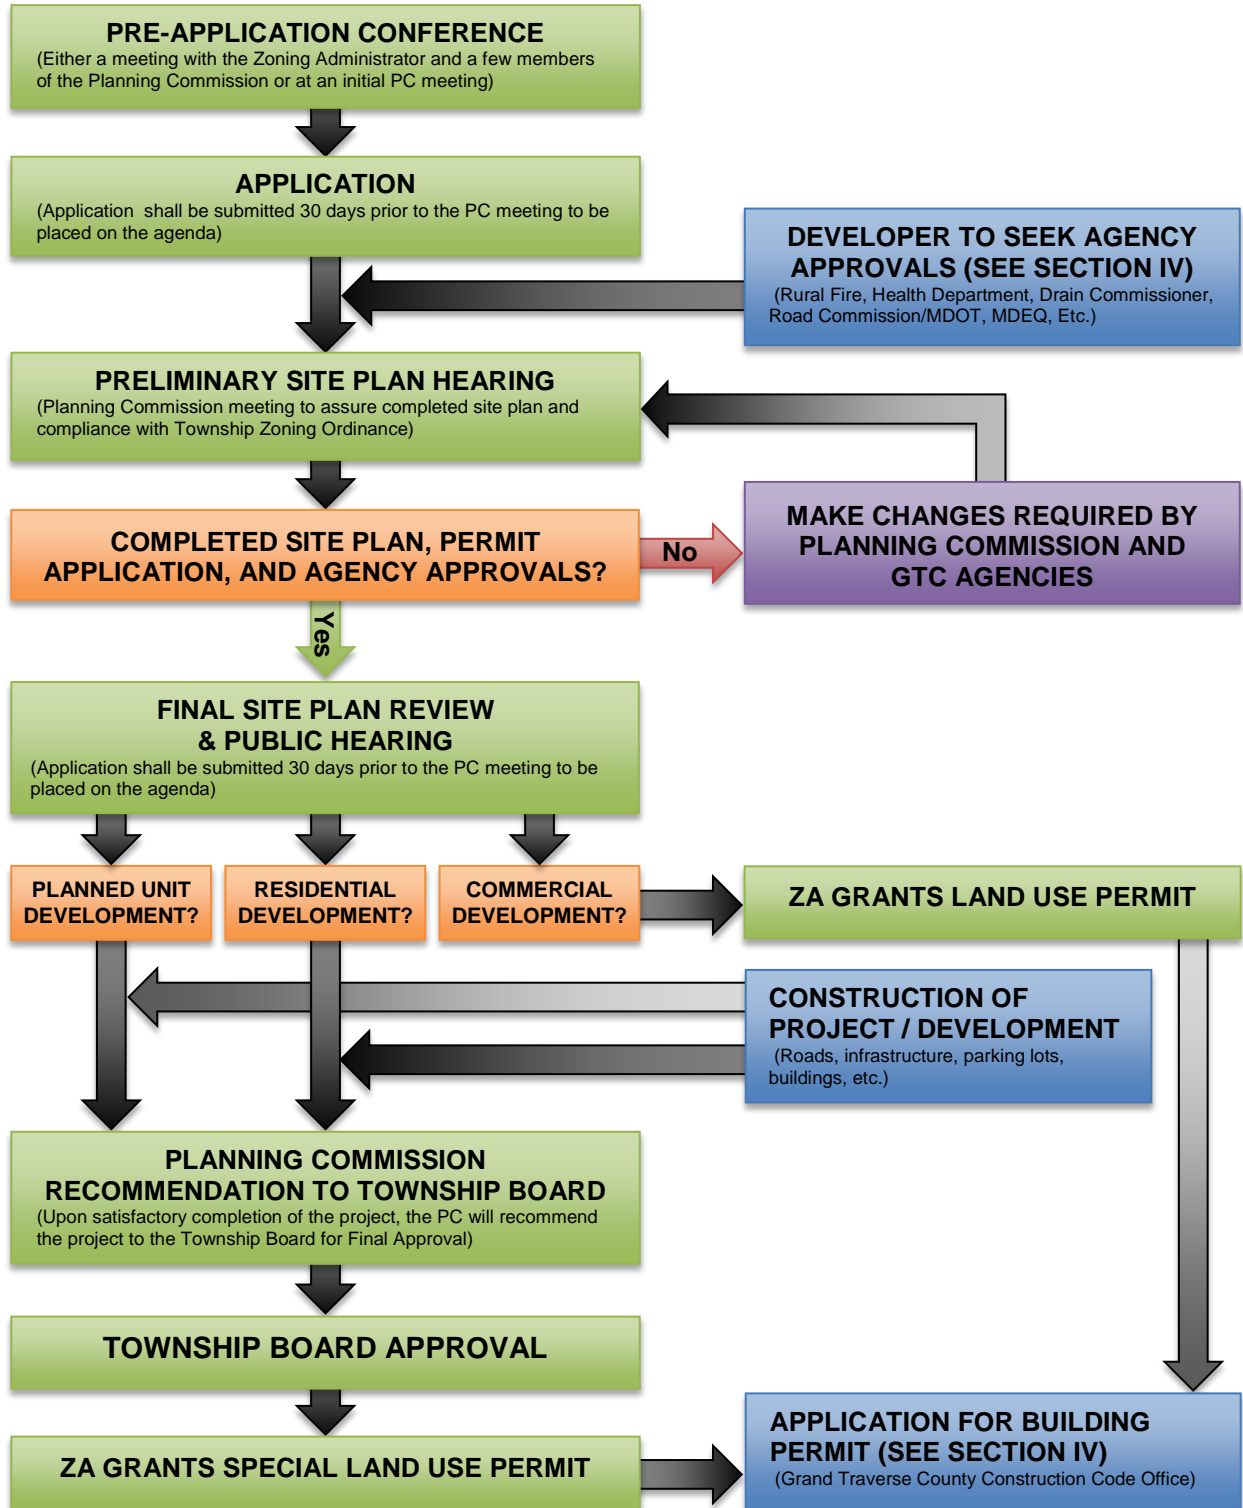 PRE-APPLICATION CONFERENCE
(Either a meeting with the Zoning Administrator and a few members
of the Planning Commission or at an initial PC meeting)
APPLICATION
(Application shall be submitted 30 days prior to the PC meeting to be
placed on the agenda)
DEVELOPER TO SEEK AGENCY
APPROVALS (SEE SECTION IV)
(Rural Fire, Health Department, Drain Commissioner,
Road Commission/MDOT, MDEQ, Etc.)
PRELIMINARY SITE PLAN HEARING
(Planning Commission meeting to assure completed site plan and
compliance with Township Zoning Ordinance)
COMPLETED SITE PLAN, PERMIT
APPLICATION, AND AGENCY APPROVALS?
No
MAKE CHANGES REQUIRED BY
PLANNING COMMISSION AND
GTC AGENCIES
Yes
FINAL SITE PLAN REVIEW
& PUBLIC HEARING
(Application shall be submitted 30 days prior to the PC meeting to be
placed on the agenda)
PLANNED UNIT
DEVELOPMENT?
RESIDENTIAL
DEVELOPMENT?
COMMERCIAL
DEVELOPMENT?
ZA GRANTS LAND USE PERMIT
CONSTRUCTION OF
PROJECT / DEVELOPMENT
(Roads, infrastructure, parking lots,
buildings, etc.)
PLANNING COMMISSION
RECOMMENDATION TO TOWNSHIP BOARD
(Upon satisfactory completion of the project, the PC will recommend
the project to the Township Board for Final Approval)
TOWNSHIP BOARD APPROVAL
ZA GRANTS SPECIAL LAND USE PERMIT
APPLICATION FOR BUILDING
PERMIT (SEE SECTION IV)
(Grand Traverse County Construction Code Office)